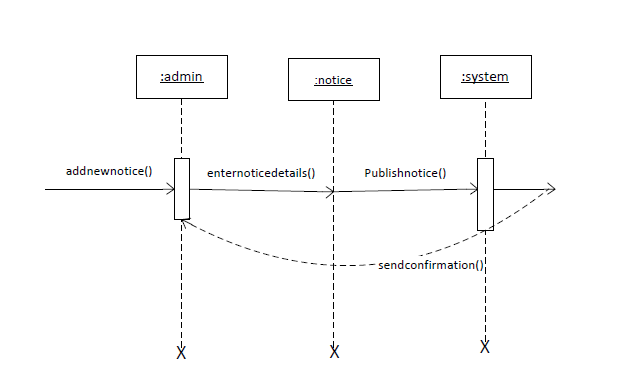 :admin
:notice
:system
addnewnotice()
enternoticedetails()
Publishnotice()
sendconfirmation()
X
X
X